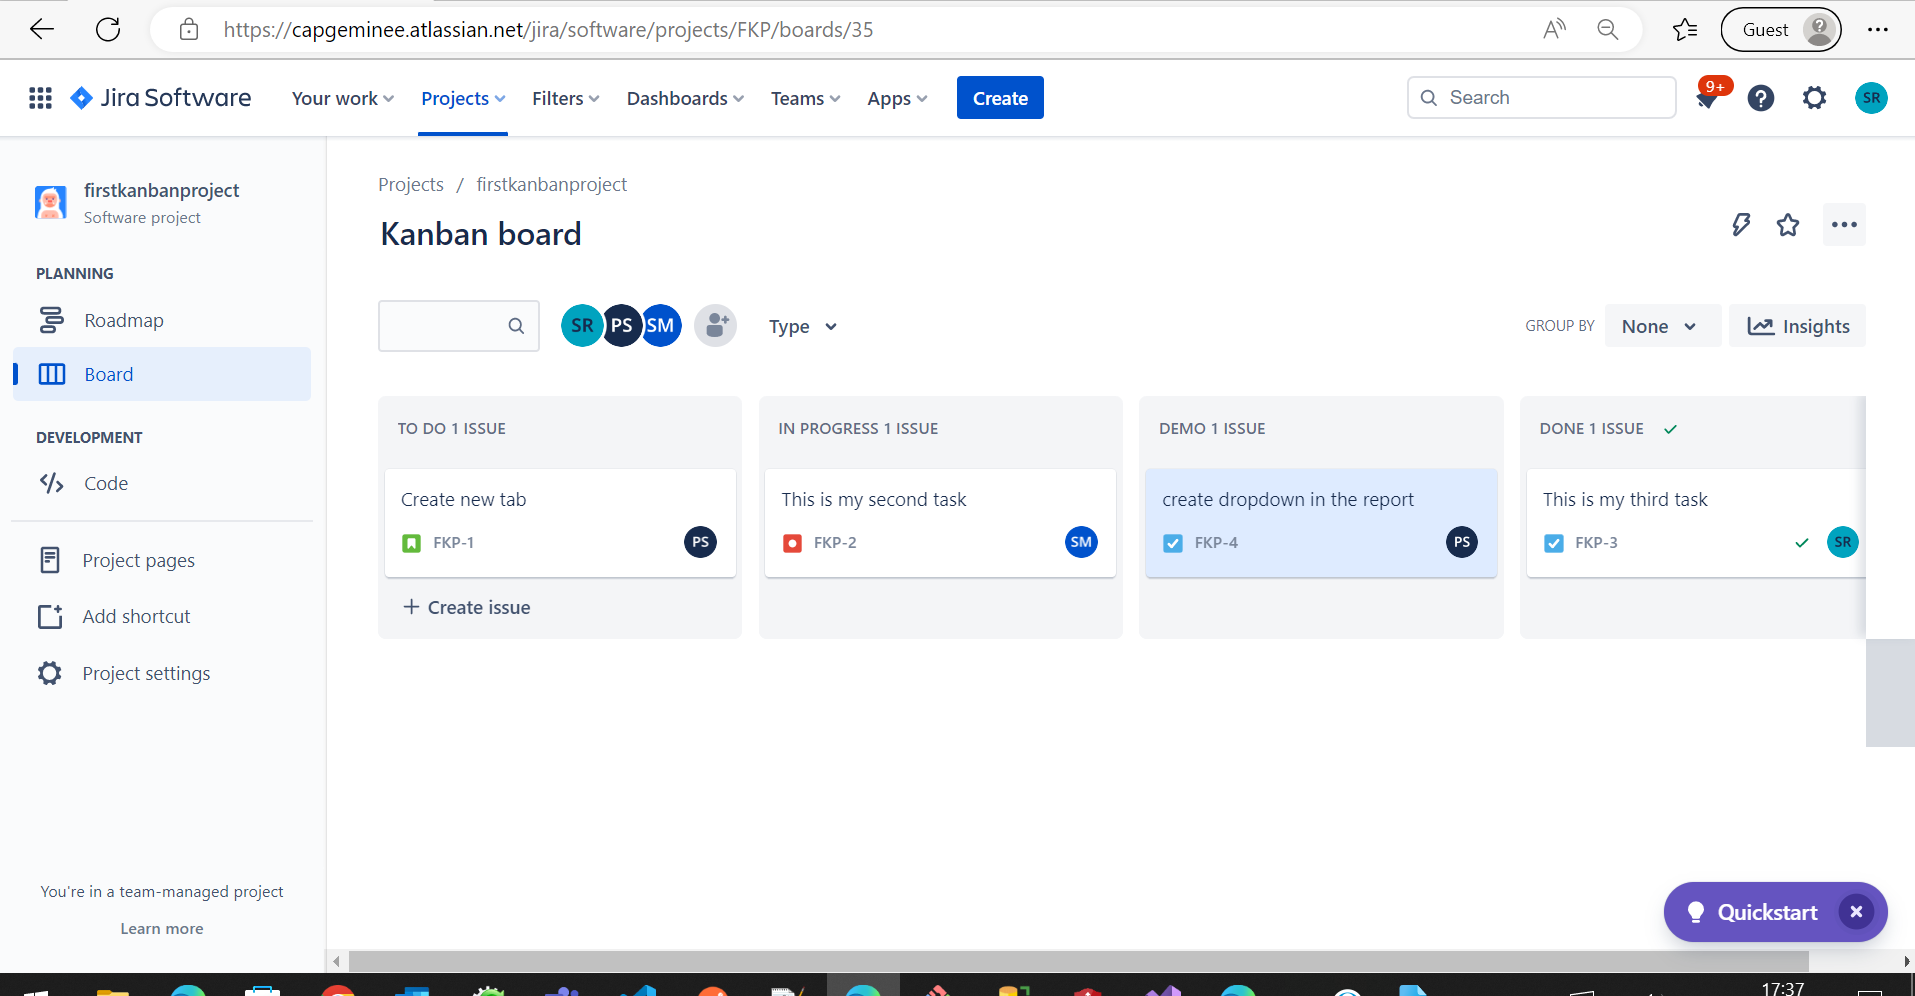 https://capgeminee.atlassian.net/jira/software/projects/FKP/boards/35
A
Guest
?
Jira Software
Your work
Projects
Filters
Dashboards
Teams
Apps
Create
Search
9+
?
SR
firstkanbanproject
Software project
PLANNING
Roadmap
Board
DEVELOPMENT
Code
Project pages
Add shortcut
Project settings
You're in a team-managed project
Learn more
Projects / firstkanbanproject
Kanban board
SR PS SM
Type
GROUP BY None
Insights
TO DO 1 ISSUE
Create new tab
FKP-1
PS
+ Create issue
IN PROGRESS 1 ISSUE
This is my second task
FKP-2
SM
DEMO 1 ISSUE
create dropdown in the report
FKP-4
PS
DONE 1 ISSUE
This is my third task
FKP-3
SR
Quickstart
17:37